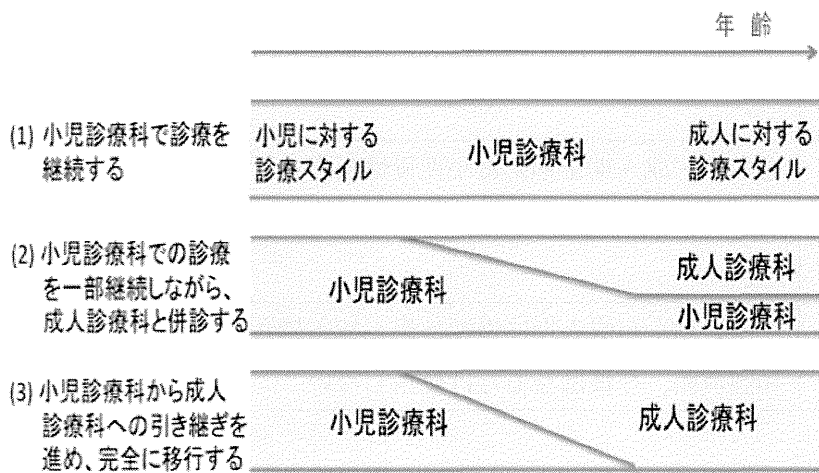 年 齢
(1) 小児診療科で診療を
継続する
小児に対する
診療スタイル
小児診療科
成人に対する
診療スタイル
(2) 小児診療科での診療
を一部継続しながら、
成人診療科と併診する
小児診療科
成人診療科
小児診療科
(3) 小児診療科から成人
診療科への引き継ぎを
進め、完全に移行する
小児診療科
成人診療科